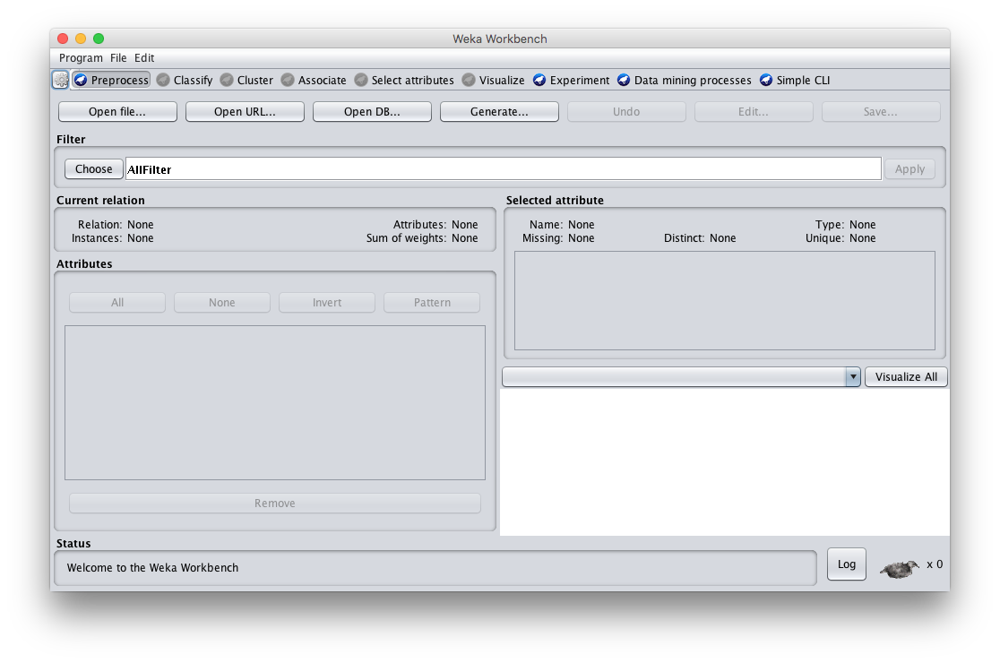 Weka Workbench
Program File Edit
Preprocess Classify Cluster Associate Select attributes Visualize Experiment Data mining processes Simple CLI
Open file... Open URL... Open DB... Generate... Undo Edit... Save...
Filter
Choose AllFilter Apply
Current relation
Relation: None Attributes: None
Instances: None Sum of weights: None
Selected attribute
Name: None Type: None
Missing: None Distinct: None Unique: None
Attributes
All None Invert Pattern
Visualize All
Remove
Status
Welcome to the Weka Workbench
Log x 0